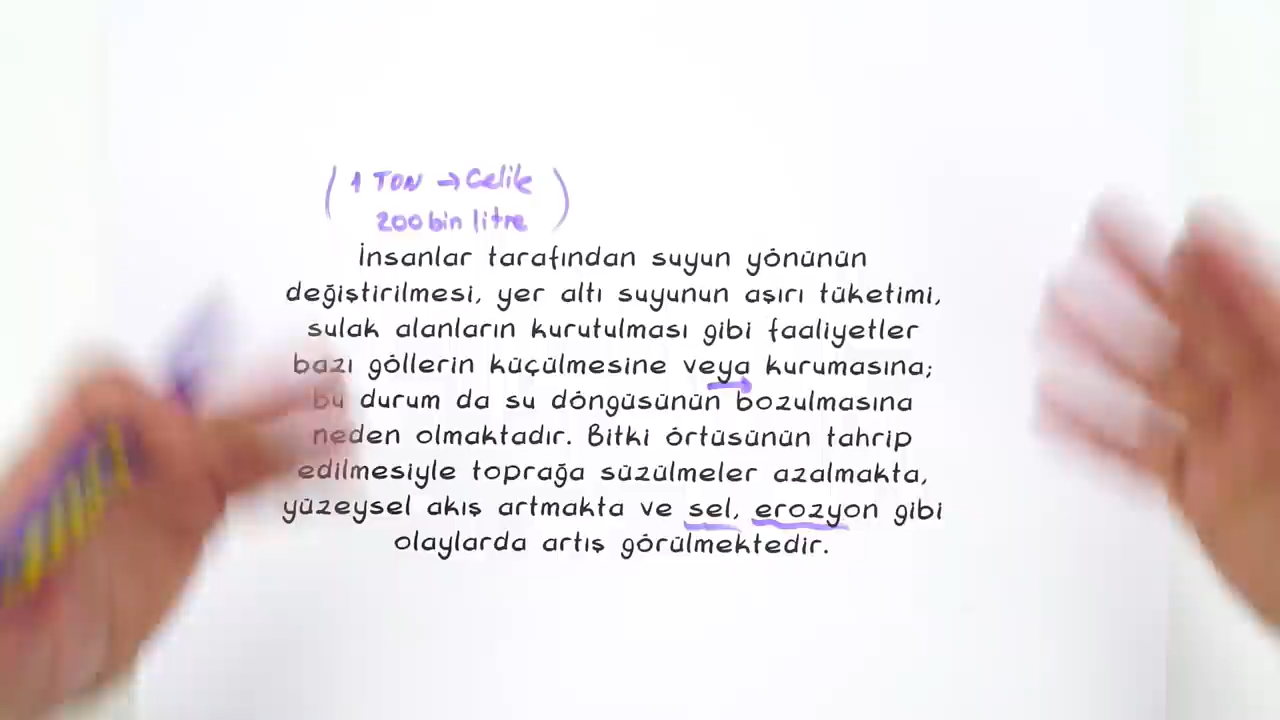 (1 TON → Çelik
200 bin litre)
İnsanlar tarafından suyun yönünün
değiştirilmesi, yer altı suyunun aşırı tüketimi,
sulak alanların kurutulması gibi faaliyetler
bazı göllerin küçülmesine veya kurumasına;
bu durum da su döngüsünün bozulmasına
neden olmaktadır. Bitki örtüsünün tahrip
edilmesiyle toprağa süzülmeler azalmakta,
yüzeysel akış artmakta ve sel, erozyon gibi
olaylarda artış görülmektedir.